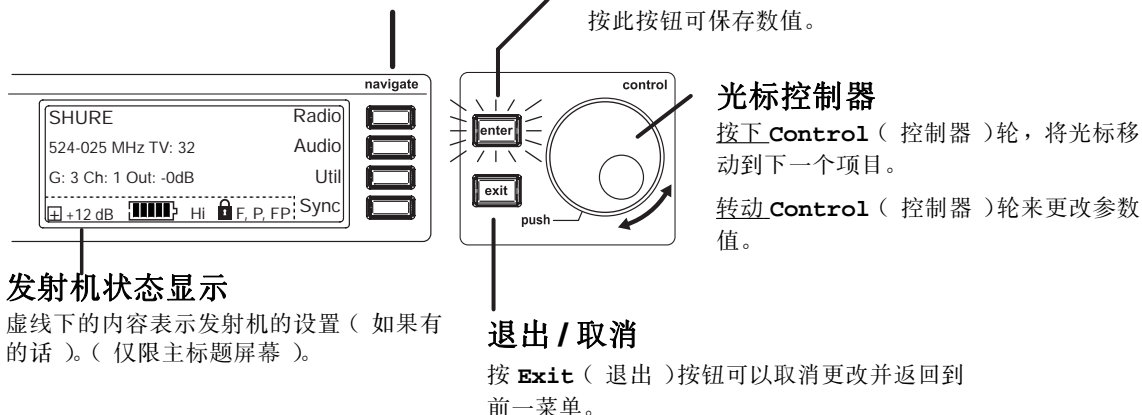 按此按钮可保存数值。
navigate
control
SHURE
Radio
524-025 MHz TV: 32
Audio
G: 3 Ch: 1 Out: -0dB
Util
+12 dB Hi F, P, FP
Sync
enter
exit
push
光标控制器
按下 Control（ 控制器 ）轮，将光标移
动到下一个项目。
转动 Control（ 控制器 ）轮来更改参数
值。
发射机状态显示
虚线下的内容表示发射机的设置（ 如果有
的话 ）。（ 仅限主标题屏幕 ）。
退出 / 取消
按 Exit（ 退出 ）按钮可以取消更改并返回到
前一菜单。